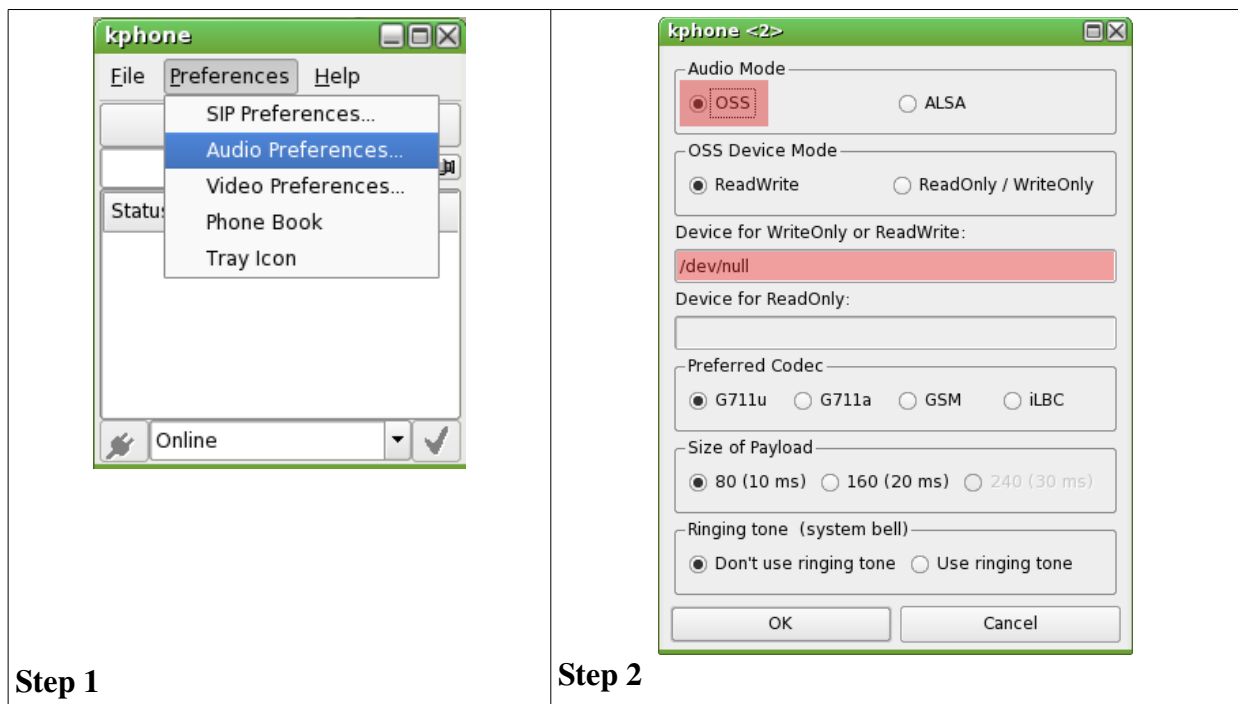 kphone
File Preferences Help
SIP Preferences...
Audio Preferences...
Video Preferences...
Phone Book
Tray Icon
Online
Step 1
kphone <2>
Audio Mode
OSS ALSA
OSS Device Mode
ReadWrite ReadOnly / WriteOnly
Device for WriteOnly or ReadWrite:
/dev/null
Device for ReadOnly:
Preferred Codec
G711u G711a GSM iLBC
Size of Payload
80 (10 ms) 160 (20 ms) 240 (30 ms)
Ringing tone (system bell)
Don't use ringing tone Use ringing tone
OK Cancel
Step 2